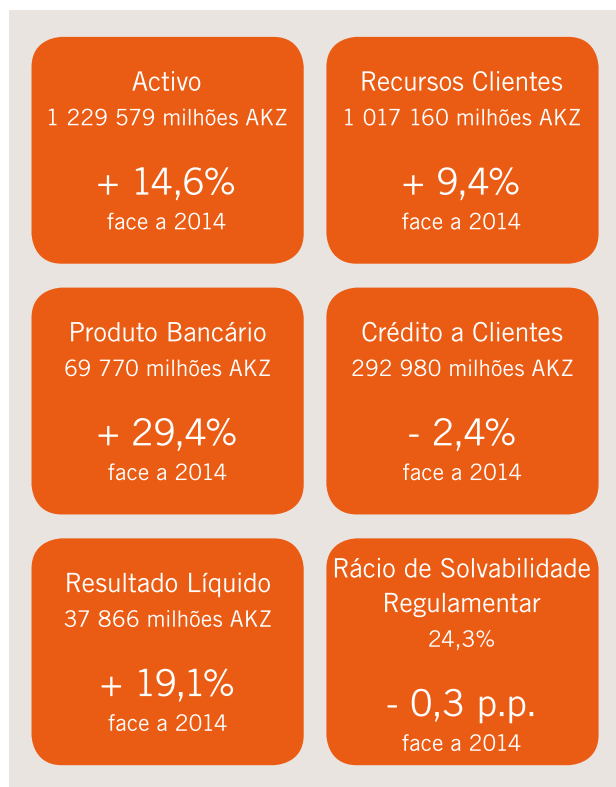 Activo
1 229 579 milhões AKZ
+ 14,6%
face a 2014
Recursos Clientes
1 017 160 milhões AKZ
+ 9,4%
face a 2014
Produto Bancário
69 770 milhões AKZ
+ 29,4%
face a 2014
Crédito a Clientes
292 980 milhões AKZ
- 2,4%
face a 2014
Resultado Líquido
37 866 milhões AKZ
+ 19,1%
face a 2014
Rácio de Solvabilidade
Regulamentar
24,3%
- 0,3 p.p.
face a 2014